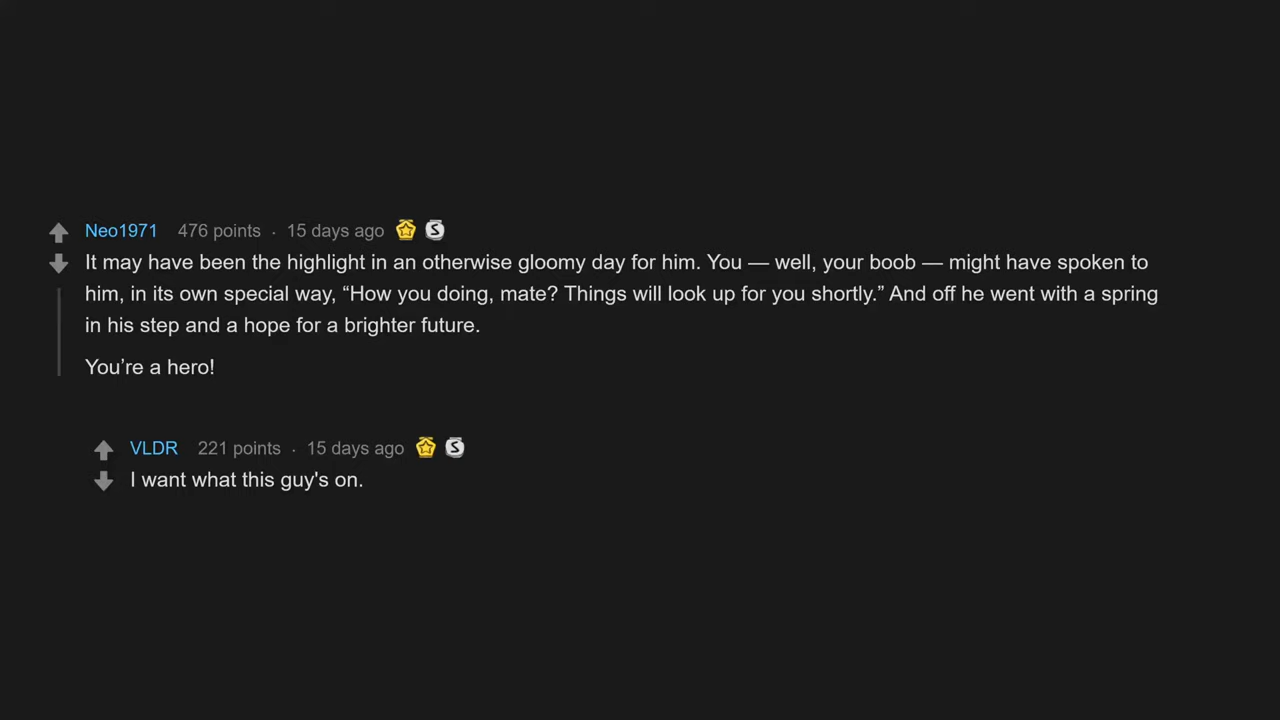 Neo1971 476 points · 15 days ago S
It may have been the highlight in an otherwise gloomy day for him. You — well, your boob — might have spoken to
him, in its own special way, “How you doing, mate? Things will look up for you shortly.” And off he went with a spring
in his step and a hope for a brighter future.
You’re a hero!
VLDR 221 points · 15 days ago S
I want what this guy's on.